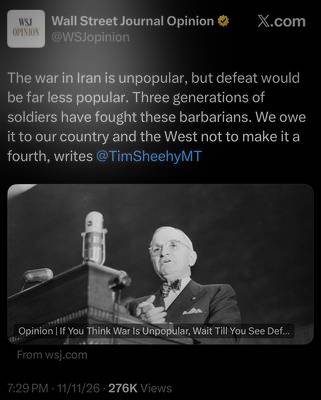 WSJ
OPINION
Wall Street Journal Opinion
@WSJopinion
X.com
The war in Iran is unpopular, but defeat would
be far less popular. Three generations of
soldiers have fought these barbarians. We owe
it to our country and the West not to make it a
fourth, writes @TimSheehyMT
Opinion | If You Think War Is Unpopular, Wait Till You See Def...
From wsj.com
7:29 PM · 11/11/26 · 276K Views